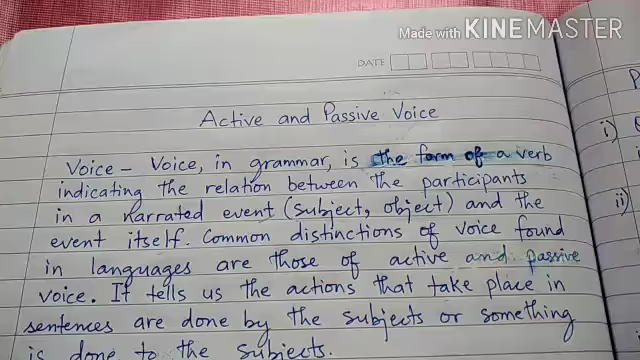 Made with KINEMASTER
DATE
Active and Passive Voice
Voice - Voice, in grammar, is the form of a verb
indicating the relation between the participants
in a narrated event (subject, object) and the
event itself. Common distinctions of voice found
in languages are those of active and passive
voice. It tells us the actions that take place in
sentences are done by the subjects or something
is done to the subjects.
i)
ii)